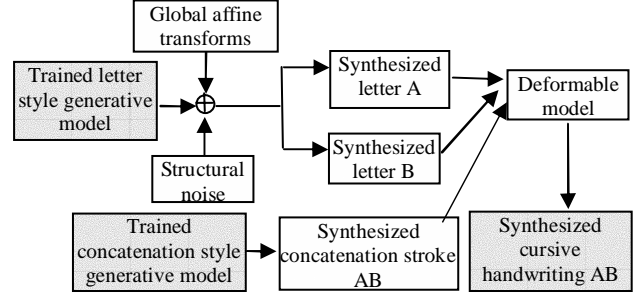 Global affine
transforms
Trained letter
style generative
model
Structural
noise
Synthesized
letter A
Synthesized
letter B
Deformable
model
Trained
concatenation style
generative model
Synthesized
concatenation stroke
AB
Synthesized
cursive
handwriting AB